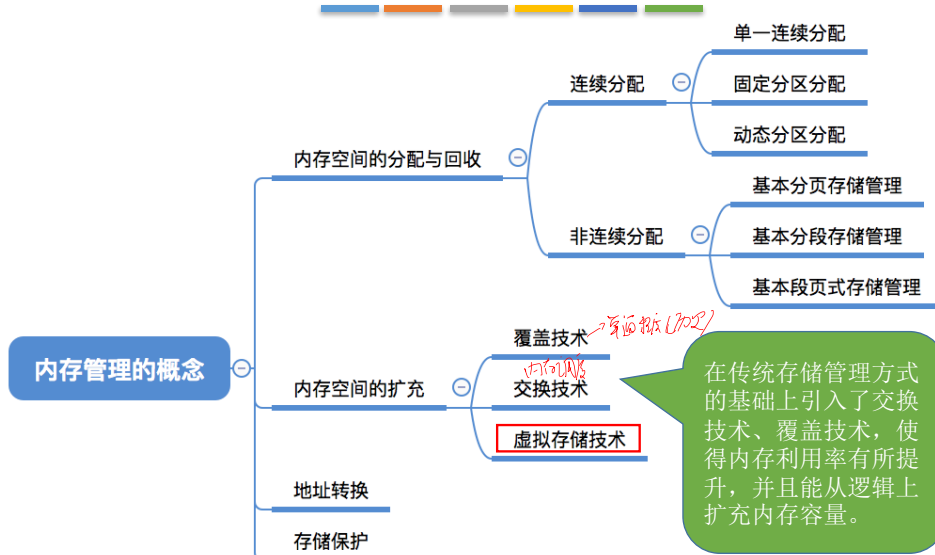 单一连续分配
连续分配
固定分区分配
动态分区分配
内存空间的分配与回收
基本分页存储管理
非连续分配
基本分段存储管理
基本段页式存储管理
内存管理的概念
覆盖技术
内存空间的扩充
交换技术
虚拟存储技术
地址转换
存储保护
在传统存储管理方式
的基础上引入了交换
技术、覆盖技术，使
得内存利用率有所提
升，并且能从逻辑上
扩充内存容量。